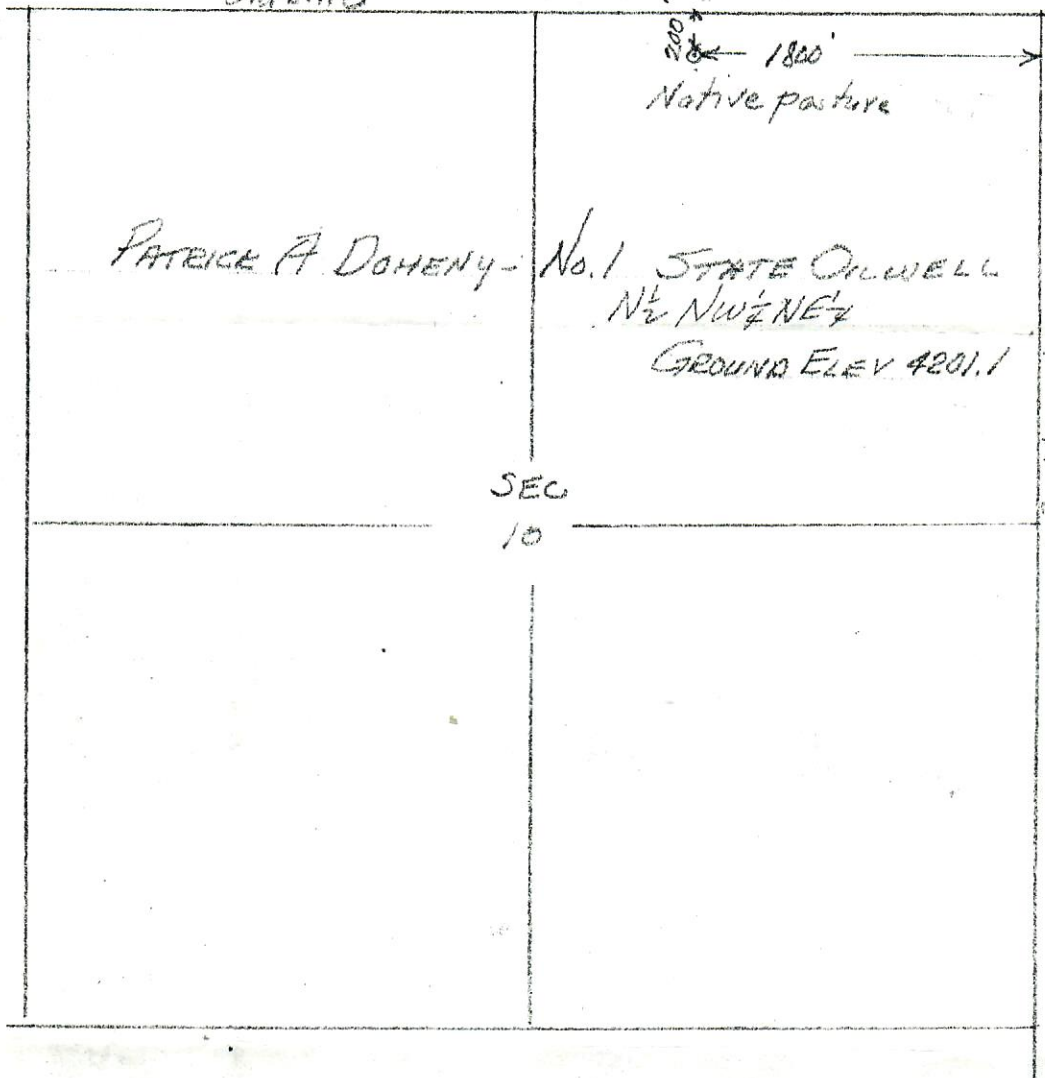 200
1800'
Native pasture
PATRICK A DOHENY - No. 1 STATE OILWELL
N½ NW¼ NE¼
GROUND ELEV 4201.1
SEC
10